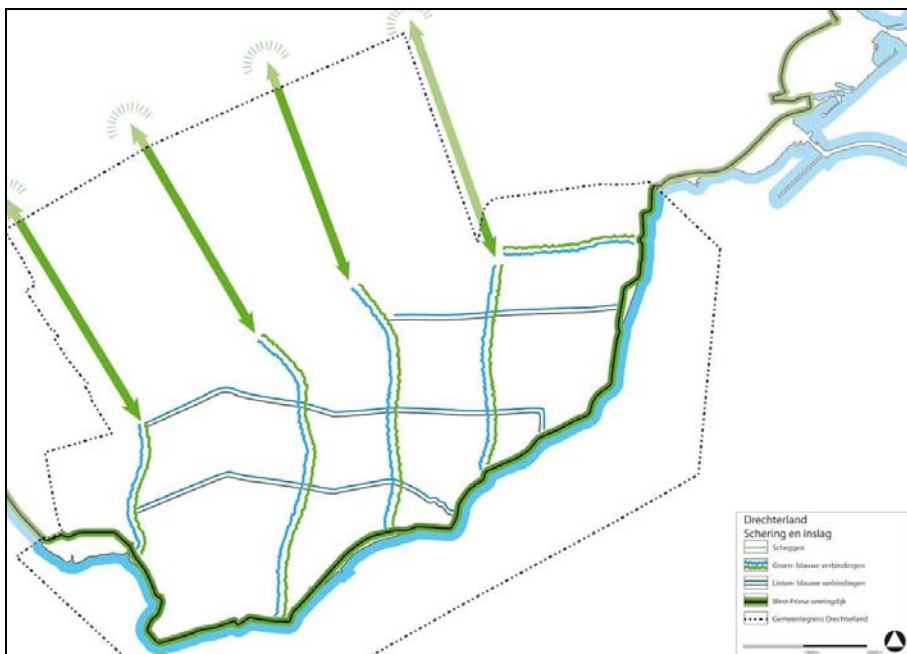 Drechterland
Schering en inslag
Scheggen
Groen- blauwe verbindingen
Linten- blauwe verbindingen
West-Friese omringdijk
Gemeentegrens Drechterland